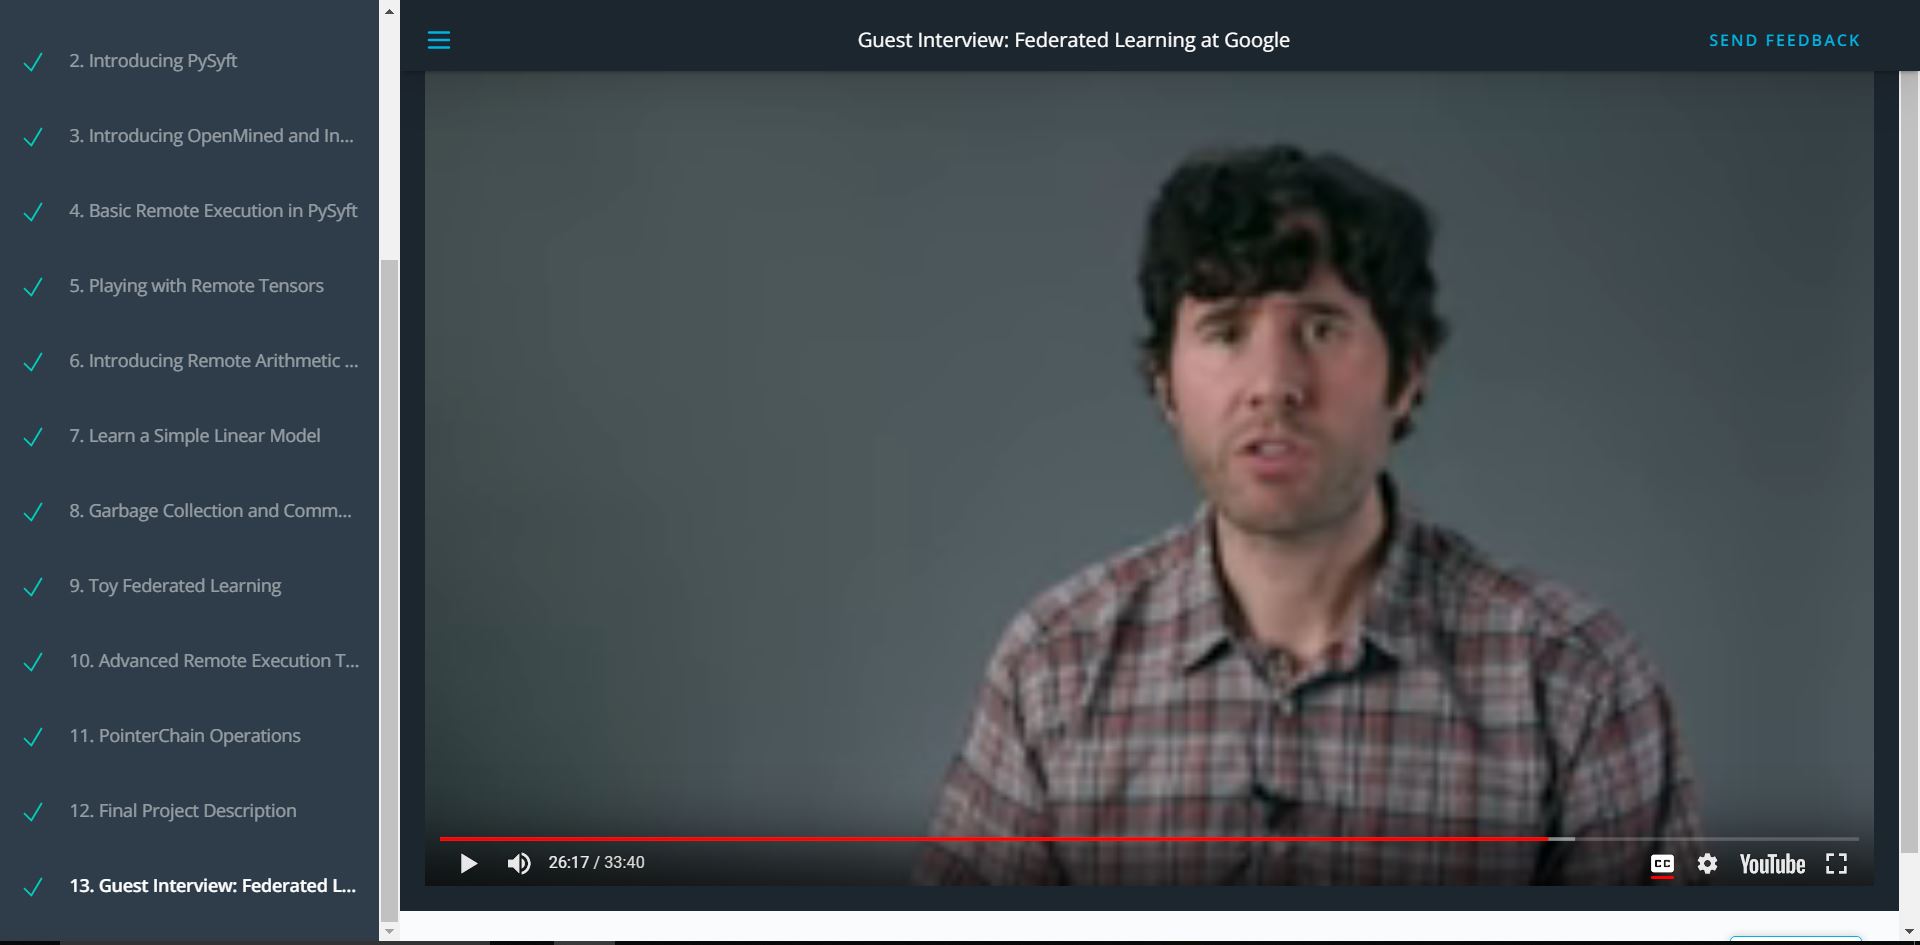 2. Introducing PySyft
3. Introducing OpenMined and In...
4. Basic Remote Execution in PySyft
5. Playing with Remote Tensors
6. Introducing Remote Arithmetic ...
7. Learn a Simple Linear Model
8. Garbage Collection and Comm...
9. Toy Federated Learning
10. Advanced Remote Execution T...
11. PointerChain Operations
12. Final Project Description
13. Guest Interview: Federated L...
Guest Interview: Federated Learning at Google
SEND FEEDBACK
26:17 / 33:40
CC
YouTube